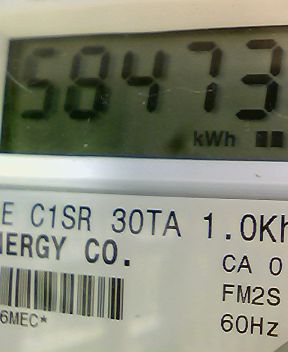 58473
kWh
E C1SR 30TA 1.0Kh
NERGY CO.
CA 0
FM2S
6MEC*
60Hz